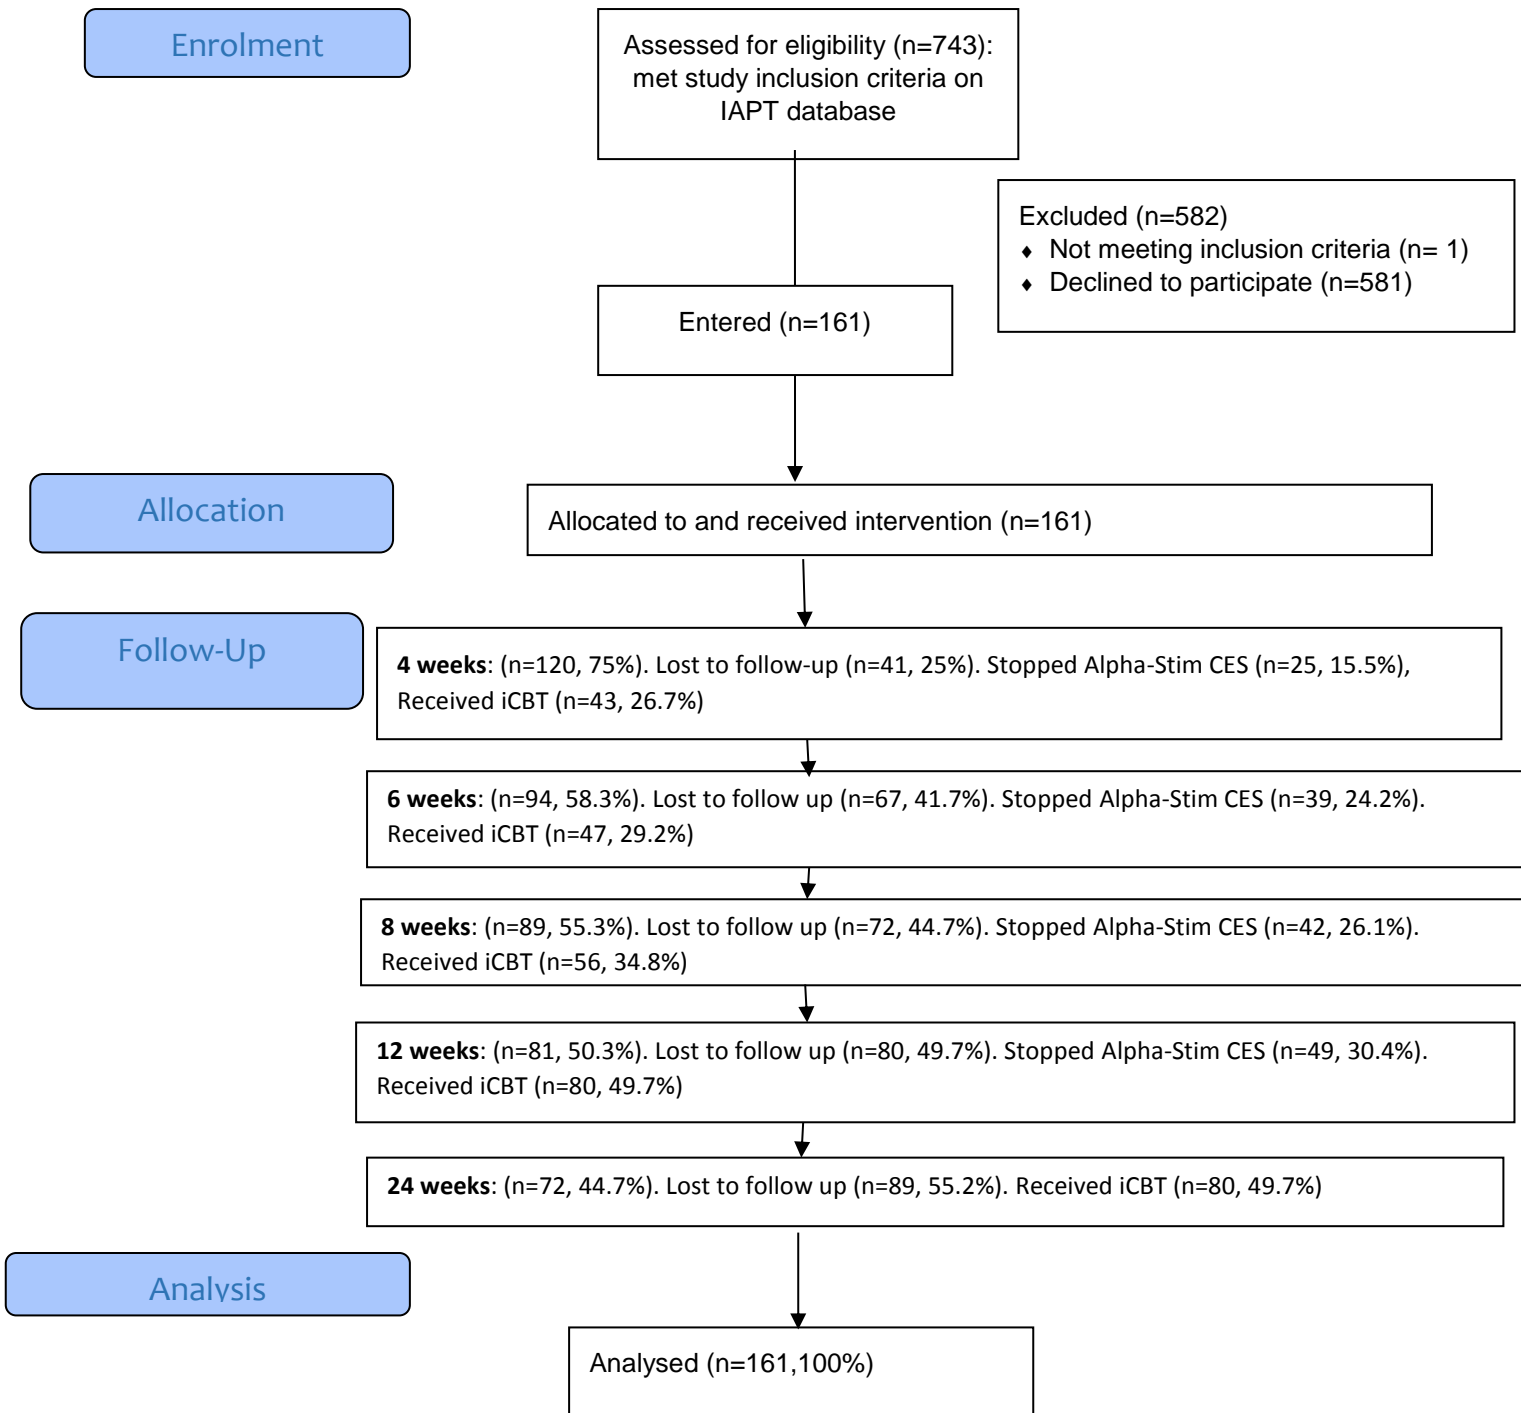 Enrolment
Assessed for eligibility (n=743):
met study inclusion criteria on
IAPT database
Excluded (n=582)
♦ Not meeting inclusion criteria (n= 1)
♦ Declined to participate (n=581)
Entered (n=161)
Allocation
Allocated to and received intervention (n=161)
Follow-Up
4 weeks: (n=120, 75%). Lost to follow-up (n=41, 25%). Stopped Alpha-Stim CES (n=25, 15.5%),
Received iCBT (n=43, 26.7%)
6 weeks: (n=94, 58.3%). Lost to follow up (n=67, 41.7%). Stopped Alpha-Stim CES (n=39, 24.2%).
Received iCBT (n=47, 29.2%)
8 weeks: (n=89, 55.3%). Lost to follow up (n=72, 44.7%). Stopped Alpha-Stim CES (n=42, 26.1%).
Received iCBT (n=56, 34.8%)
12 weeks: (n=81, 50.3%). Lost to follow up (n=80, 49.7%). Stopped Alpha-Stim CES (n=49, 30.4%).
Received iCBT (n=80, 49.7%)
24 weeks: (n=72, 44.7%). Lost to follow up (n=89, 55.2%). Received iCBT (n=80, 49.7%)
Analysis
Analysed (n=161,100%)